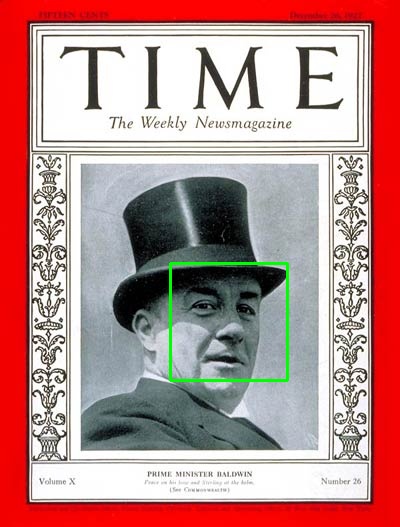 FIFTEEN CENTS
December 26, 1927
TIME
The Weekly Newsmagazine
PRIME MINISTER BALDWIN
Peace on his brow and Sterling at the helm.
(See COMMONWEALTH)
Volume X
Number 26